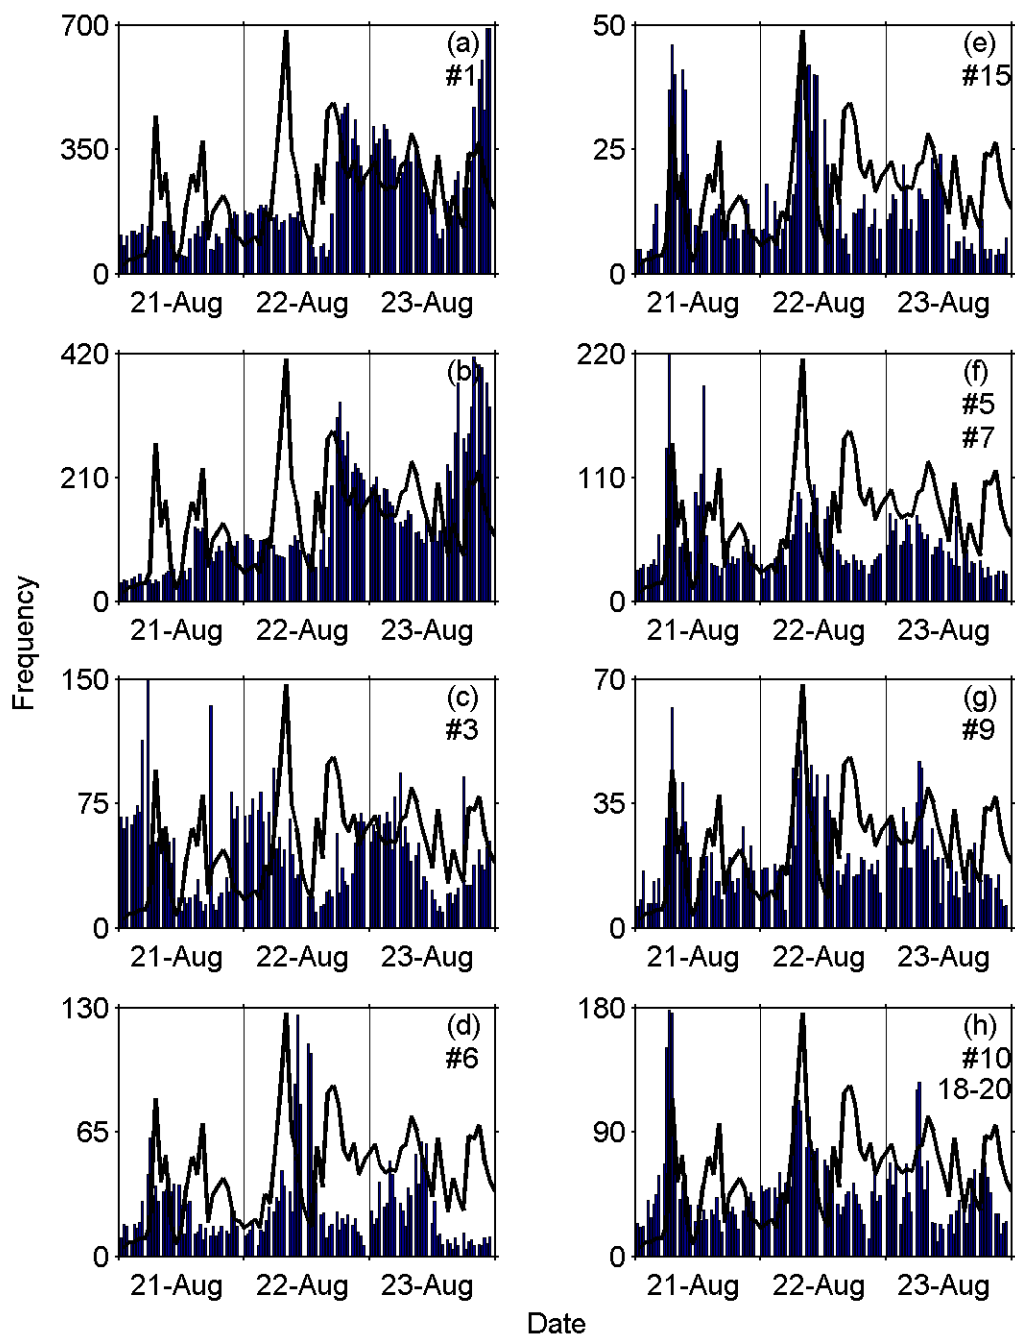 700
350
0
(a)
#1
21-Aug 22-Aug 23-Aug
50
25
0
(e)
#15
21-Aug 22-Aug 23-Aug
420
210
0
(b)
21-Aug 22-Aug 23-Aug
220
110
0
(f)
#5
#7
21-Aug 22-Aug 23-Aug
Frequency
150
75
0
(c)
#3
21-Aug 22-Aug 23-Aug
70
35
0
(g)
#9
21-Aug 22-Aug 23-Aug
130
65
0
(d)
#6
21-Aug 22-Aug 23-Aug
180
90
0
(h)
#10
18-20
21-Aug 22-Aug 23-Aug
Date